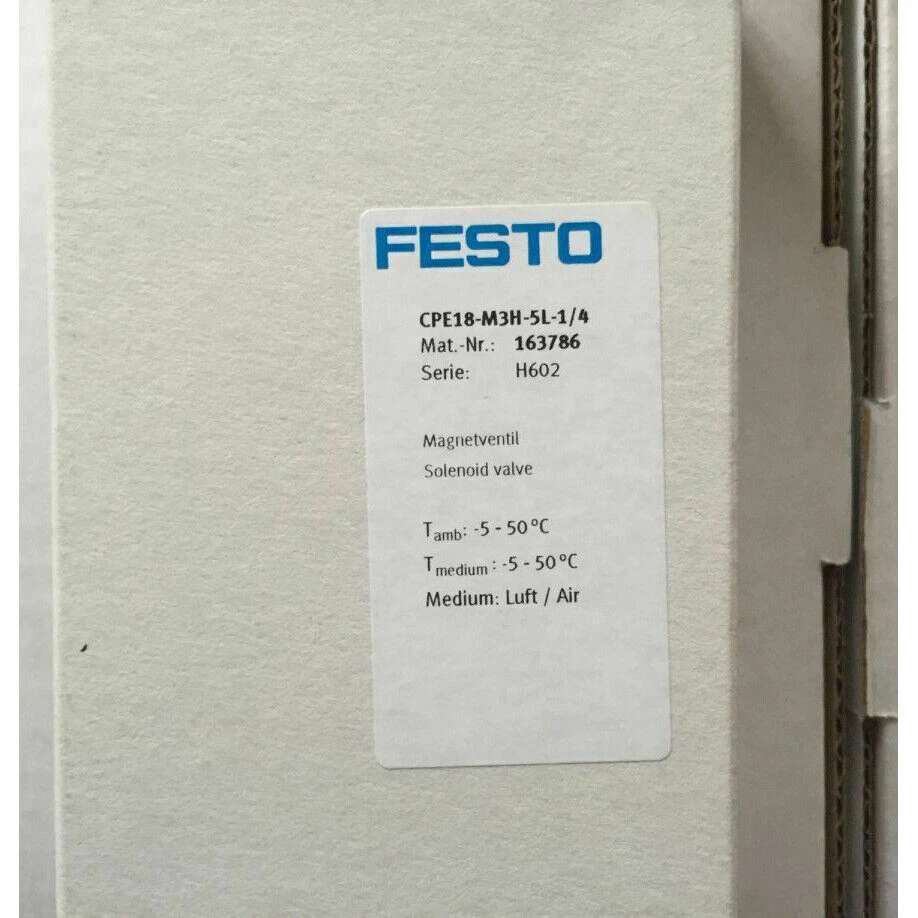 FESTO
CPE18-M3H-5L-1/4
Mat.-Nr.: 163786
Serie: H602
Magnetventil
Solenoid valve
Tamb: -5 - 50°C
Tmedium : -5 - 50°C
Medium: Luft / Air